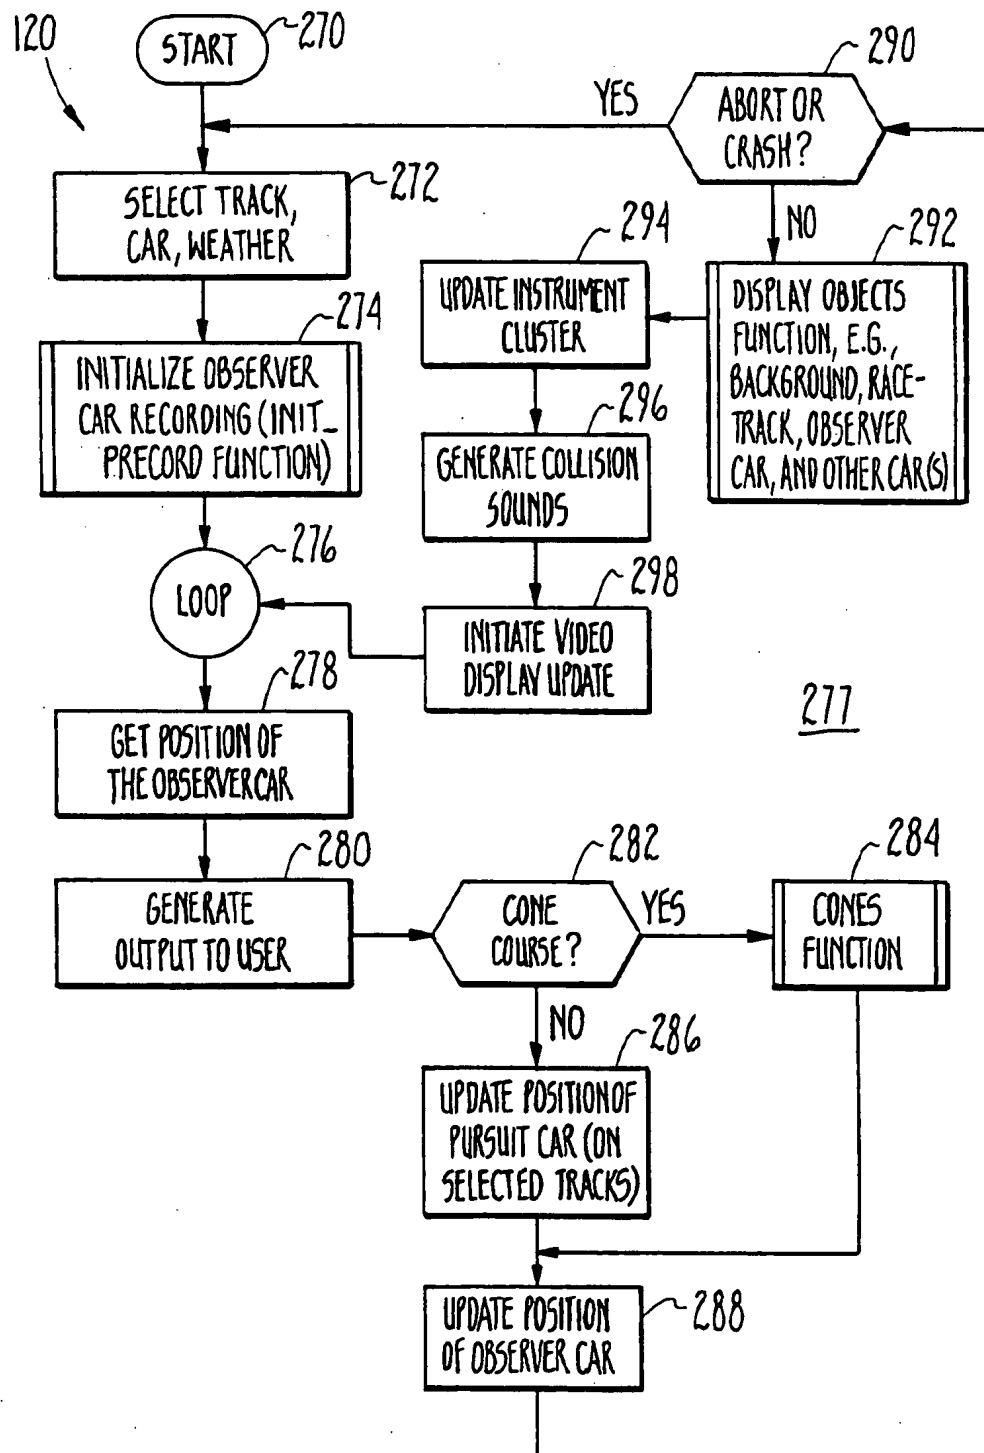 120
START
270
SELECT TRACK,
CAR, WEATHER
272
INITIALIZE OBSERVER
CAR RECORDING (INIT_
PRECORD FUNCTION)
274
LOOP
276
GET POSITION OF
THE OBSERVER CAR
278
GENERATE
OUTPUT TO USER
280
CONE
COURSE?
282
YES
NO
CONES
FUNCTION
284
UPDATE POSITION OF
PURSUIT CAR (ON
SELECTED TRACKS)
286
UPDATE POSITION
OF OBSERVER CAR
288
ABORT OR
CRASH?
290
YES
NO
DISPLAY OBJECTS
FUNCTION, E.G.,
BACKGROUND, RACE-
TRACK, OBSERVER
CAR, AND OTHER CAR(S)
292
UPDATE INSTRUMENT
CLUSTER
294
GENERATE COLLISION
SOUNDS
296
INITIATE VIDEO
DISPLAY UPDATE
298
277